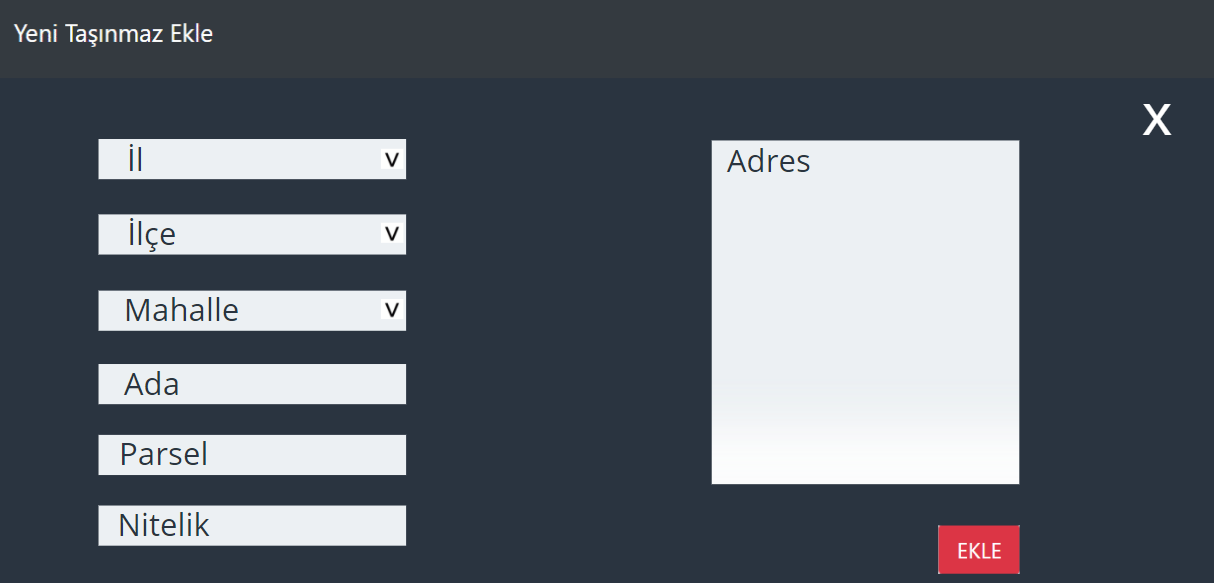 Yeni Taşınmaz Ekle
X
İl V
İlçe V
Mahalle V
Ada
Parsel
Nitelik
Adres
EKLE